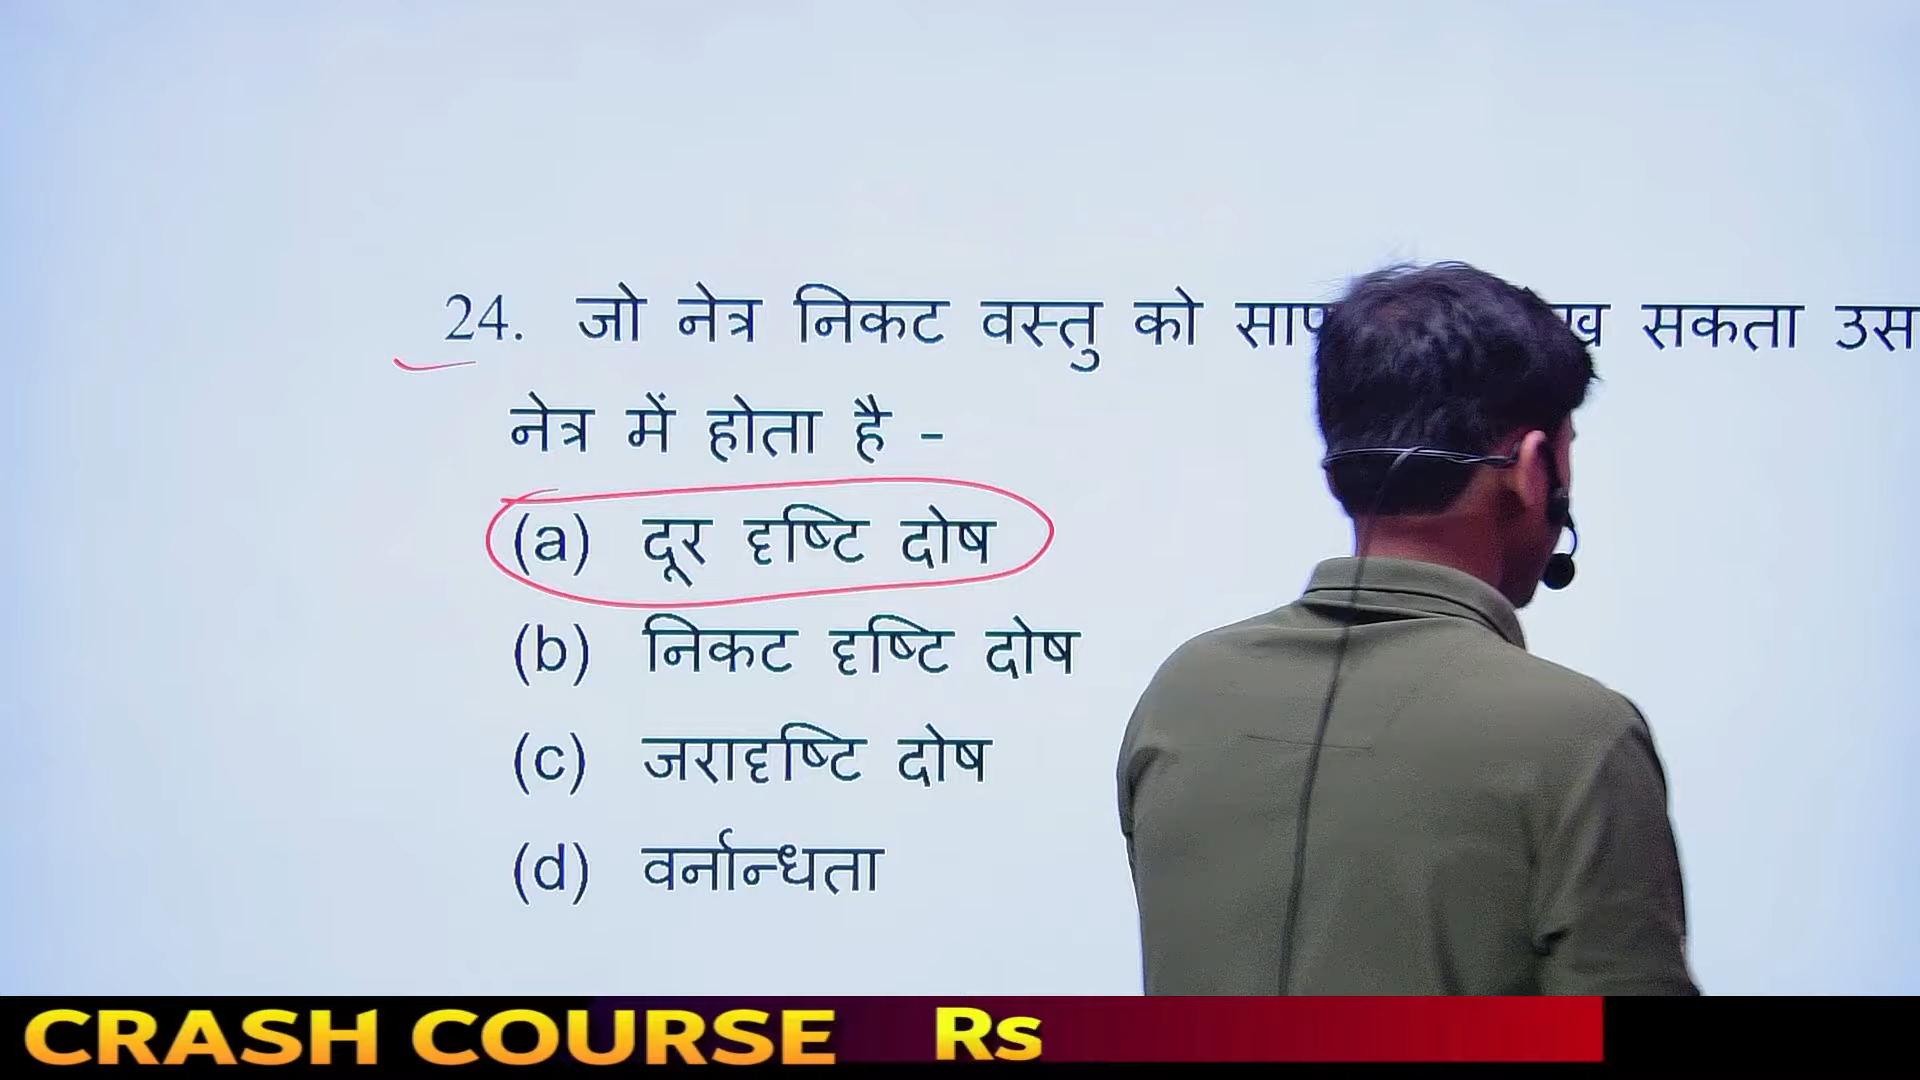 24. जो नेत्र निकट वस्तु को सकता उस
नेत्र में होता है -
(a) दूर दृष्टि दोष
(b) निकट दृष्टि दोष
(c) जरादृष्टि दोष
(d) वर्नान्धता
CRASH COURSE Rs